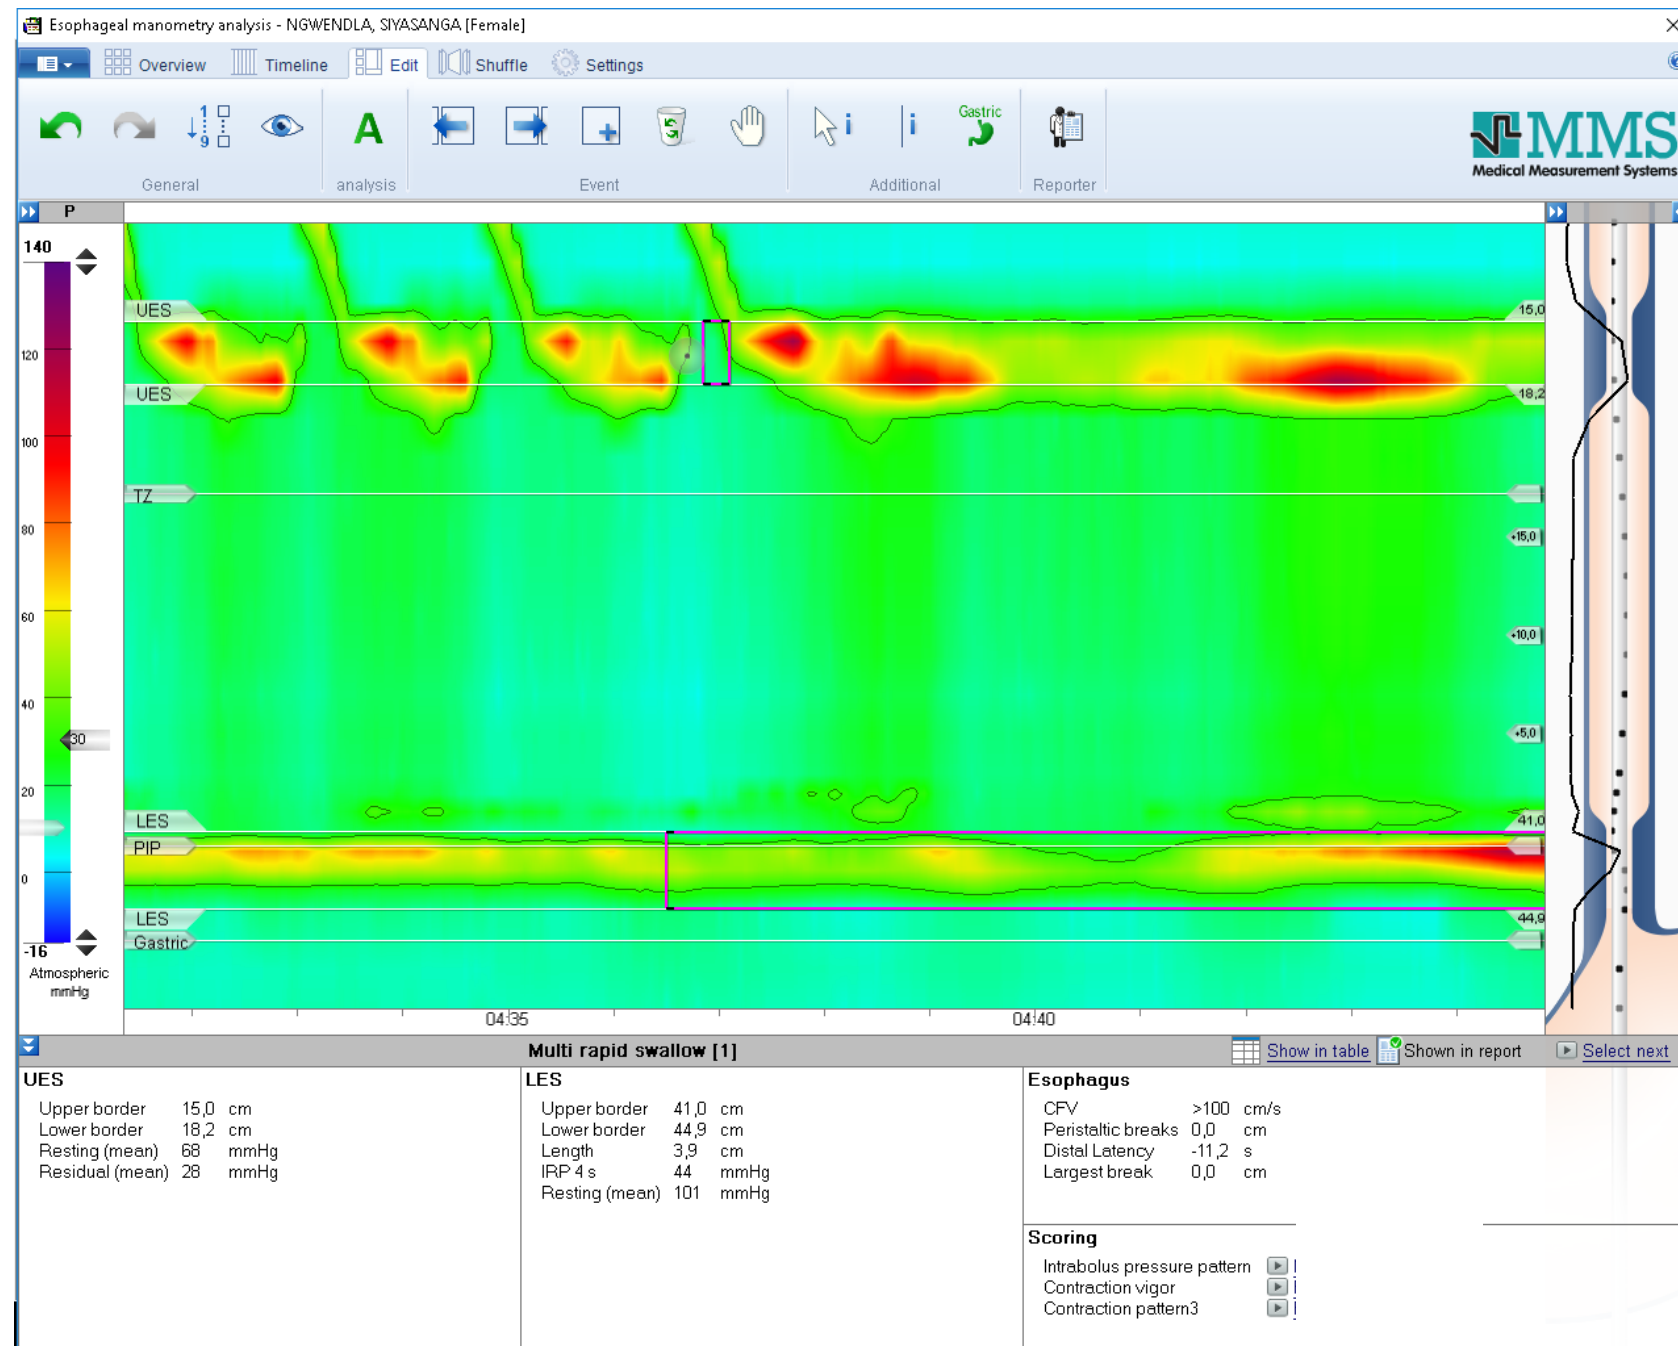 Esophageal manometry analysis - NGWENDLA, SIYASANGA [Female]
Overview Timeline Edit Shuffle Settings
1
9
A
i
i
Gastric
General
analysis
Event
Additional
Reporter
MMS
Medical Measurement Systems
P
140
120
100
80
60
40
30
20
0
-16
Atmospheric
mmHg
UES
15,0
UES
18,2
TZ
+15,0
+10,0
+5,0
LES
41,0
PIP
LES
44,9
Gastric
04:35
04:40
Multi rapid swallow [1]
Show in table
Shown in report
Select next
UES
Upper border 15,0 cm
Lower border 18,2 cm
Resting (mean) 68 mmHg
Residual (mean) 28 mmHg
LES
Upper border 41,0 cm
Lower border 44,9 cm
Length 3,9 cm
IRP 4 s 44 mmHg
Resting (mean) 101 mmHg
Esophagus
CFV >100 cm/s
Peristaltic breaks 0,0 cm
Distal Latency -11,2 s
Largest break 0,0 cm
Scoring
Intrabolus pressure pattern
Contraction vigor
Contraction pattern3